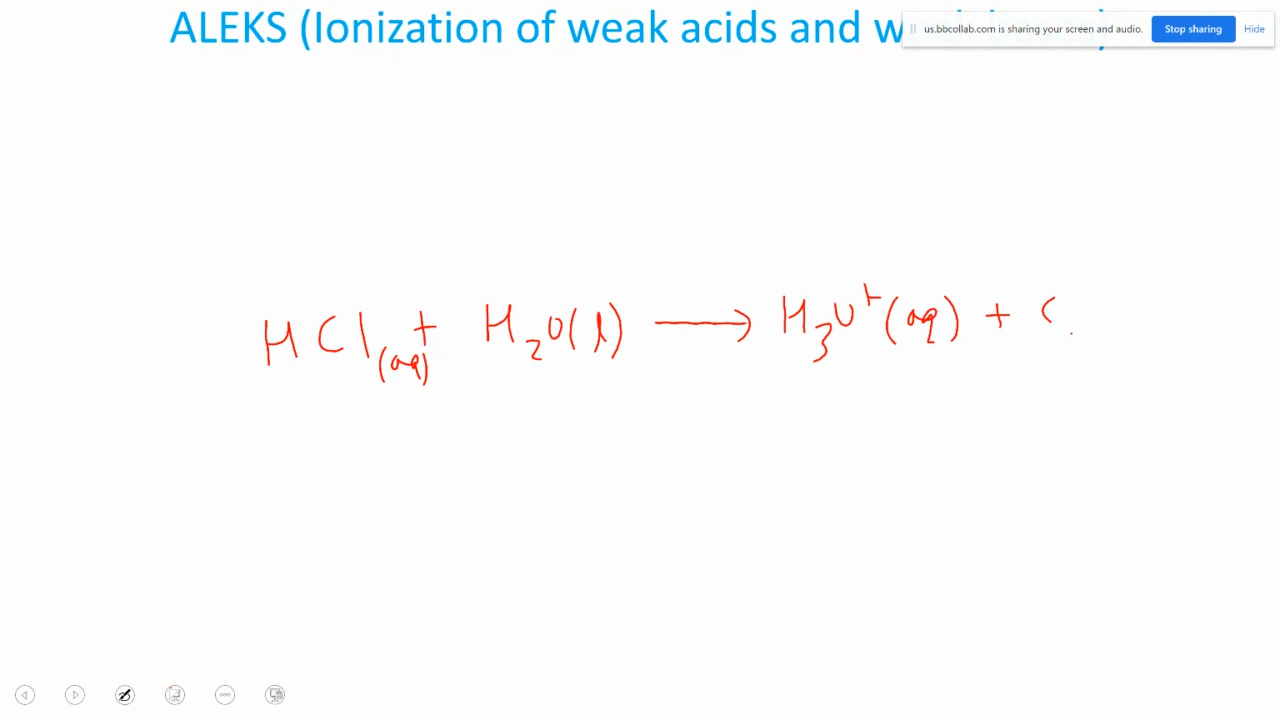 ALEKS (Ionization of weak acids and w
us.bbcollab.com is sharing your screen and audio. Stop sharing Hide
HCl(aq) + H2O(l) → H3O+(aq) + C